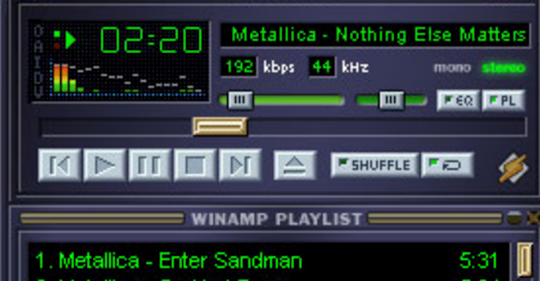 O
A
I
D
V
02:20
Metallica - Nothing Else Matters
192 kbps 44 kHz mono stereo
EQ PL
SHUFFLE
WINAMP PLAYLIST
1. Metallica - Enter Sandman 5:31